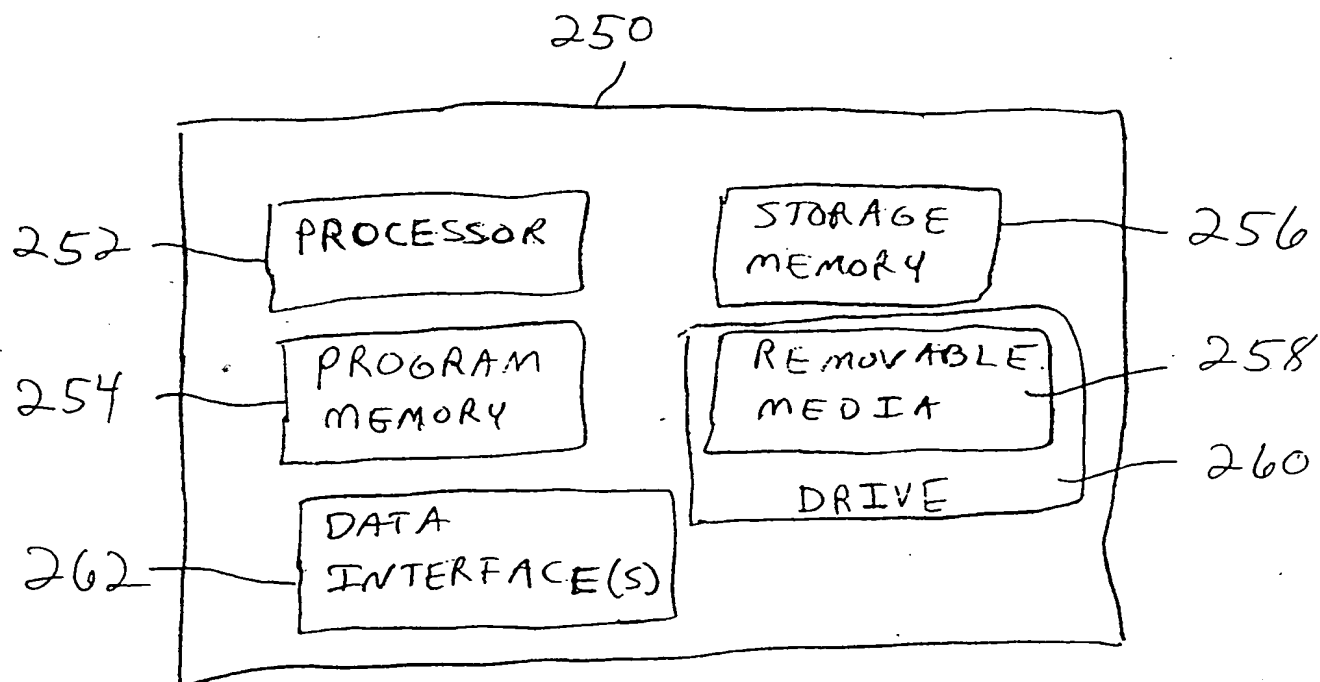 250
252
PROCESSOR
STORAGE
MEMORY
256
254
PROGRAM
MEMORY
REMOVABLE
MEDIA
258
DRIVE
260
262
DATA
INTERFACE(S)